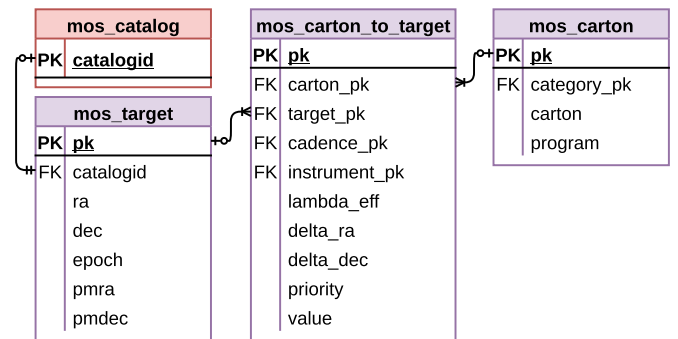 mos_catalog
PK catalogid
mos_target
PK pk
FK catalogid
ra
dec
epoch
pmra
pmdec
mos_carton_to_target
PK pk
FK carton_pk
FK target_pk
FK cadence_pk
FK instrument_pk
lambda_eff
delta_ra
delta_dec
priority
value
mos_carton
PK pk
FK category_pk
carton
program